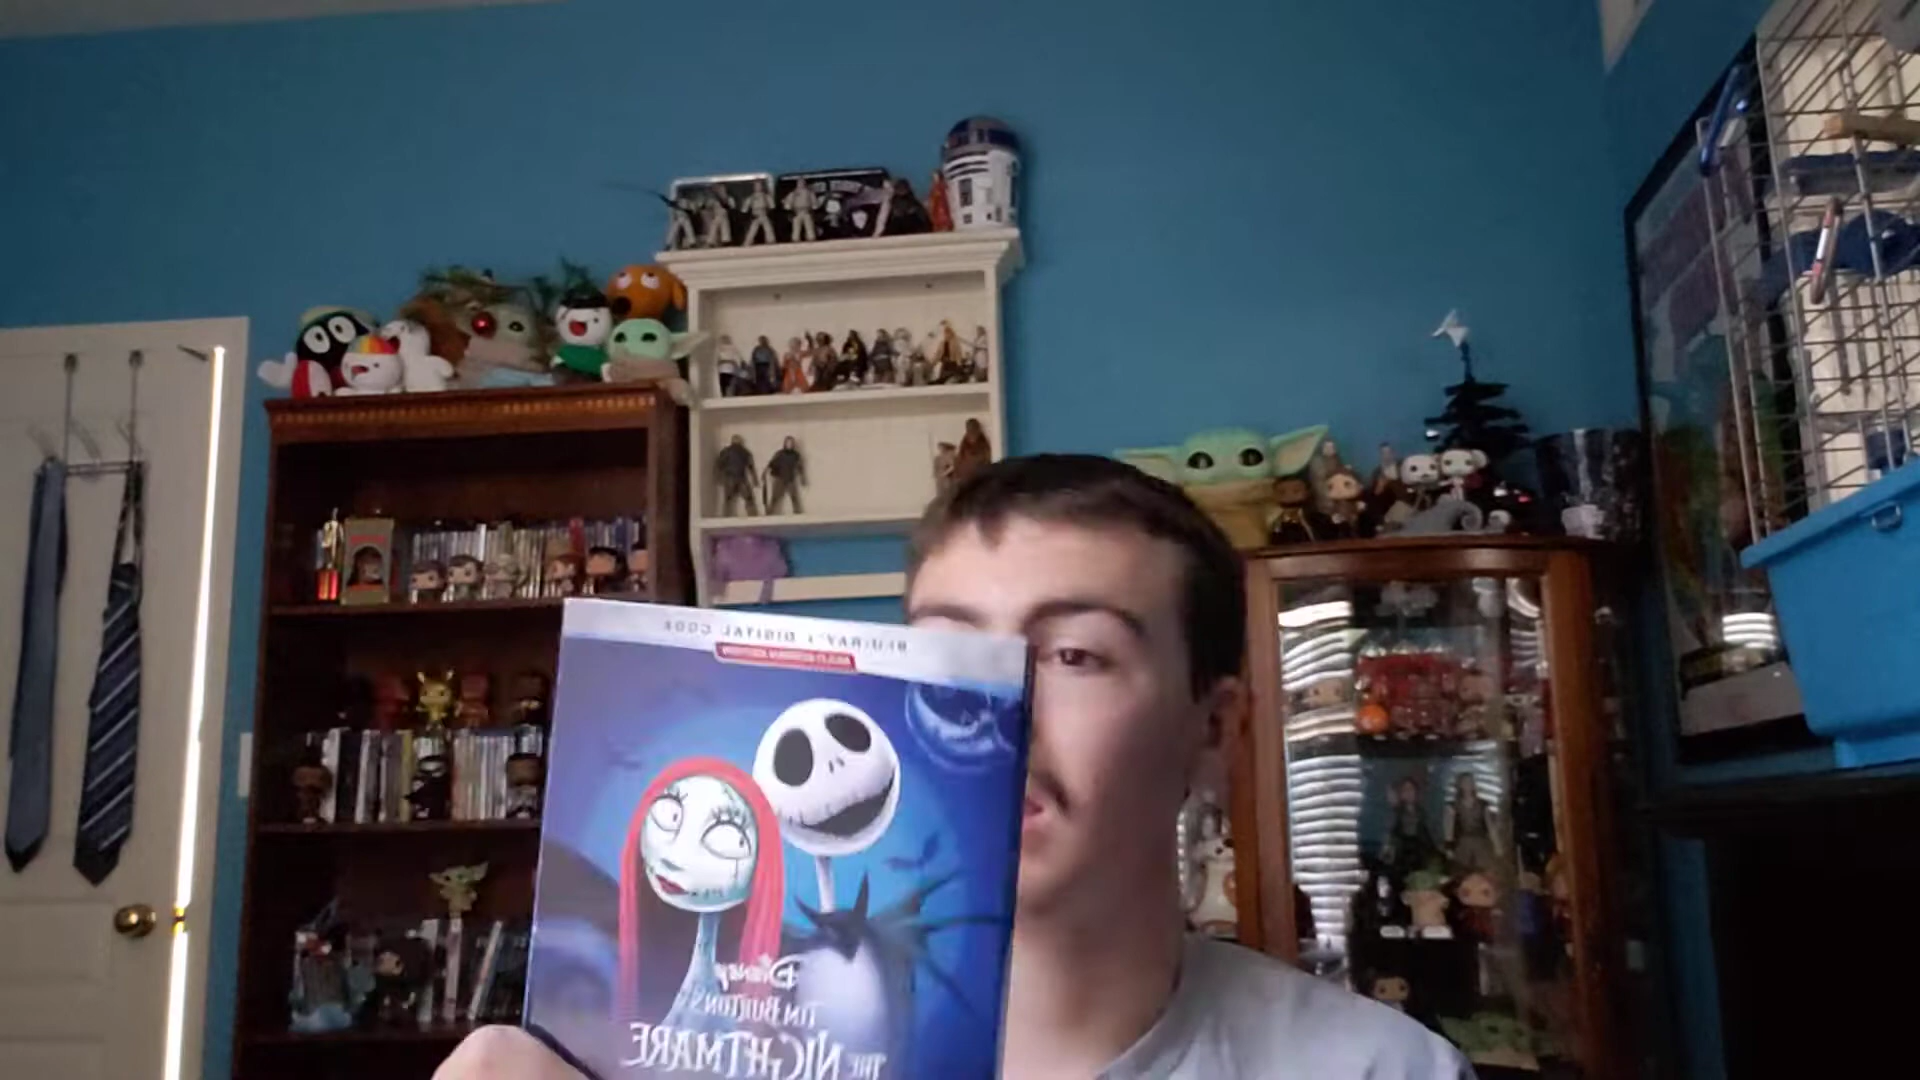 BLU-RAY + DIGITAL CODE
Disney
TIM BURTON'S
THE NIGHTMARE